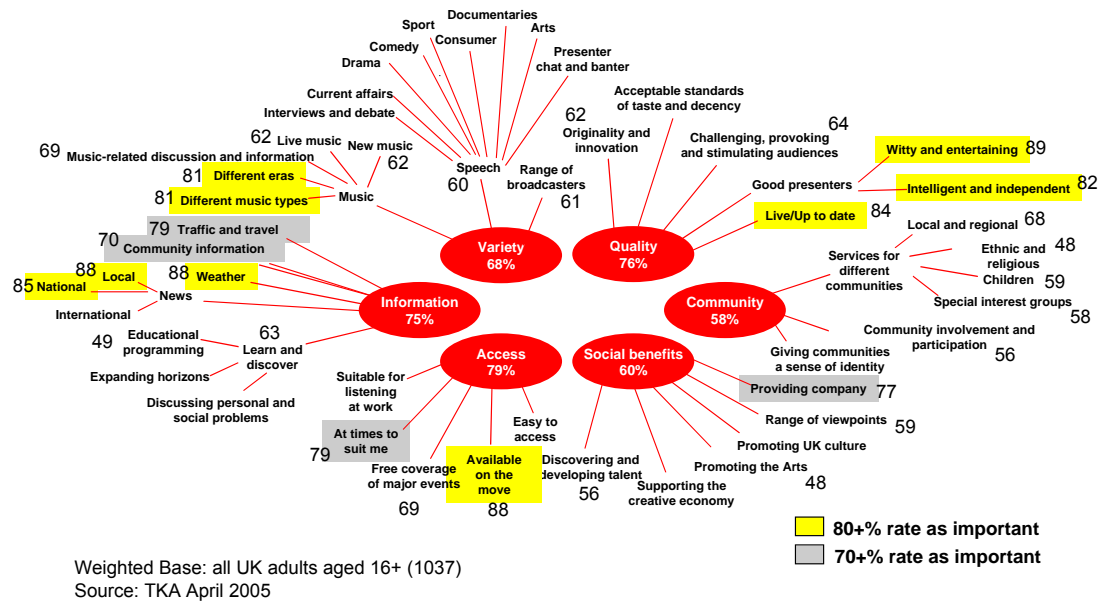 Documentaries
Sport
Arts
Consumer
Comedy
Presenter
chat and banter
Drama
Current affairs
Interviews and debate
Speech
60
Range of
broadcasters
61
62
Live music
New music
62
69
Music-related discussion and information
81
Different eras
81
Different music types
Music
Variety
68%
Acceptable standards
of taste and decency
62
Originality and
innovation
64
Challenging, provoking
and stimulating audiences
Witty and entertaining
89
Good presenters
Intelligent and independent
82
Live/Up to date
84
Quality
76%
79
Traffic and travel
70
Community information
88
Local
88
Weather
85
National
News
International
49
Information
75%
63
Educational
programming
Learn and
discover
Expanding horizons
Discussing personal and
social problems
Local and regional
68
Services for
different
communities
Ethnic and
religious
48
Children
59
Special interest groups
58
Community
58%
Community involvement and
participation
56
Giving communities
a sense of identity
Access
79%
Suitable for
listening
at work
At times to
suit me
79
Free coverage
of major events
69
Available
on the
move
88
Easy to
access
Social benefits
60%
Providing company
77
Range of viewpoints
59
Promoting UK culture
Promoting the Arts
48
Discovering and
developing talent
56
Supporting the
creative economy
80+% rate as important
70+% rate as important
Weighted Base: all UK adults aged 16+ (1037)
Source: TKA April 2005